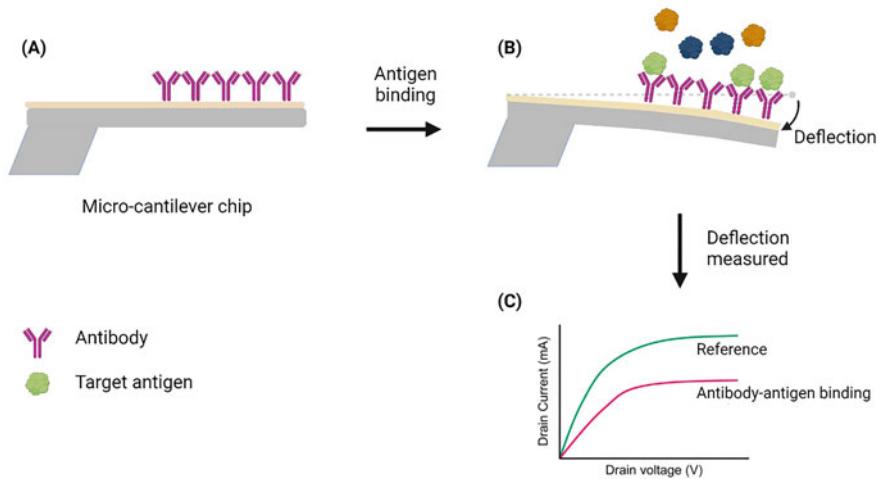 (A)
Antigen
binding
(B)
Deflection
Micro-cantilever chip
Deflection
measured
(C)
Antibody
Target antigen
Drain Current (mA)
Reference
Antibody-antigen binding
Drain voltage (V)